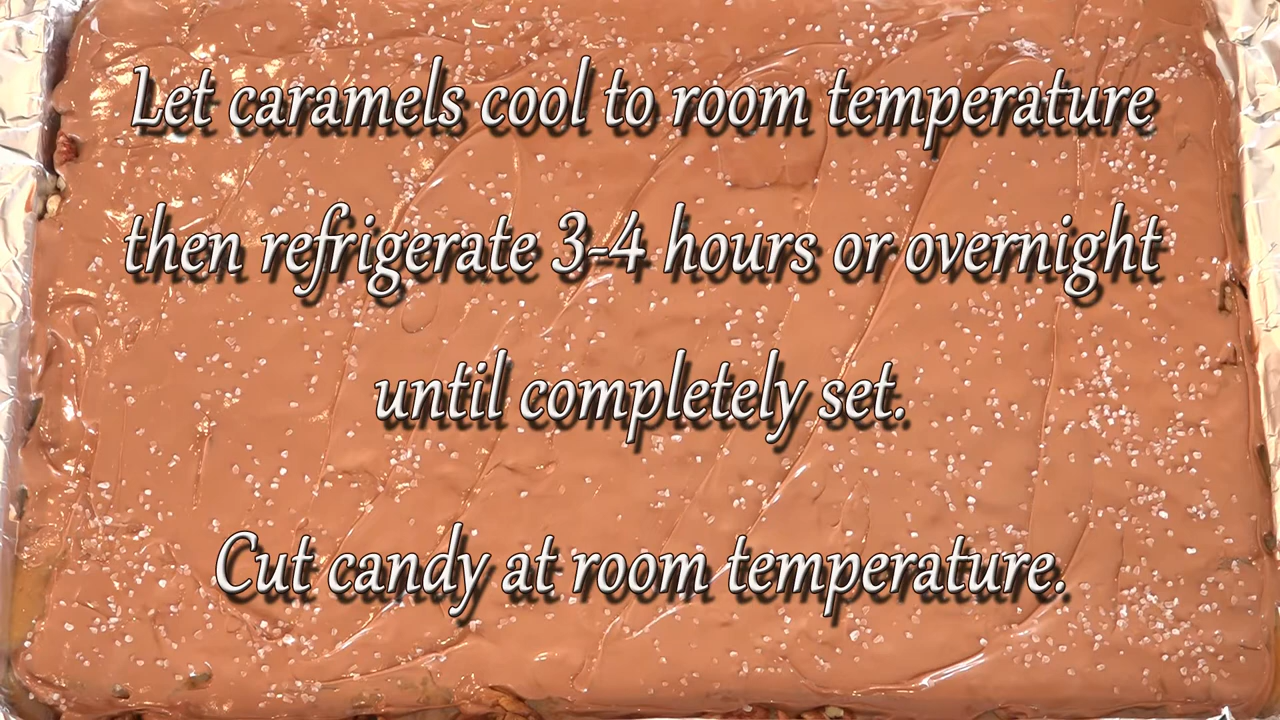 Let caramels cool to room temperature
then refrigerate 3-4 hours or overnight
until completely set.
Cut candy at room temperature.